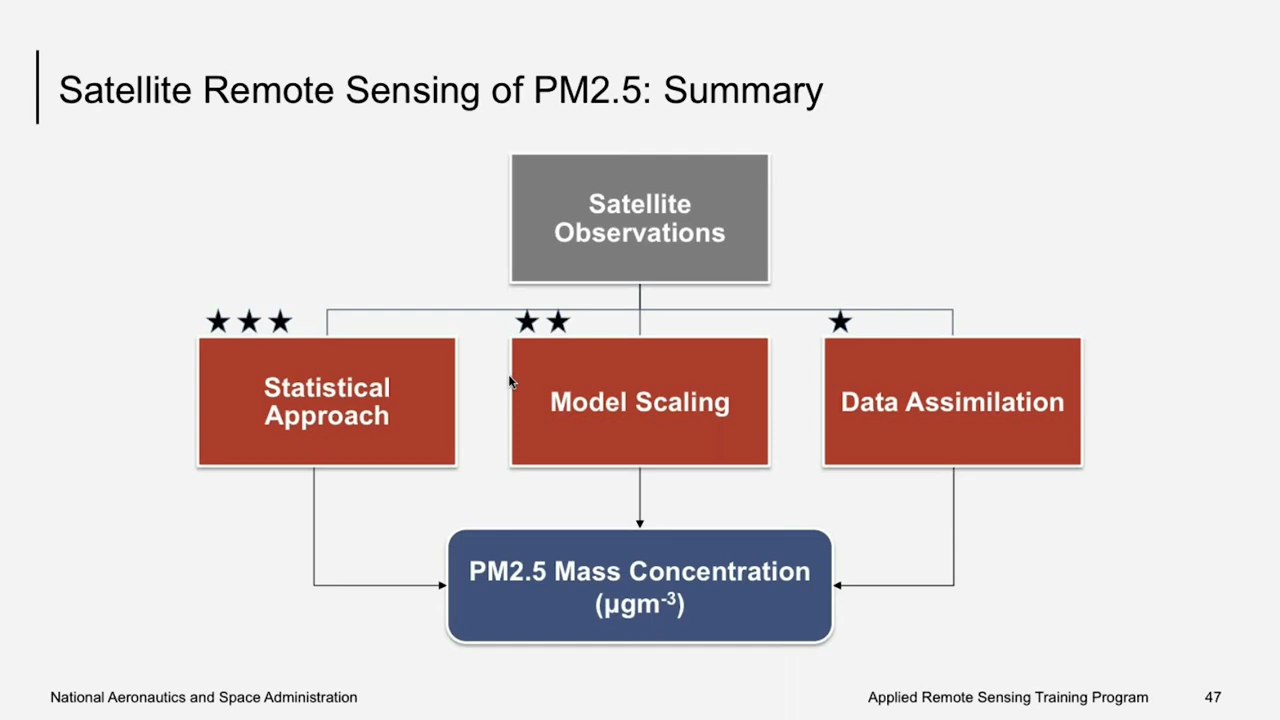 Satellite Remote Sensing of PM2.5: Summary
Satellite
Observations
★★★
★★
★
Statistical
Approach
Model Scaling
Data Assimilation
PM2.5 Mass Concentration
(µgm⁻³)
National Aeronautics and Space Administration
Applied Remote Sensing Training Program
47